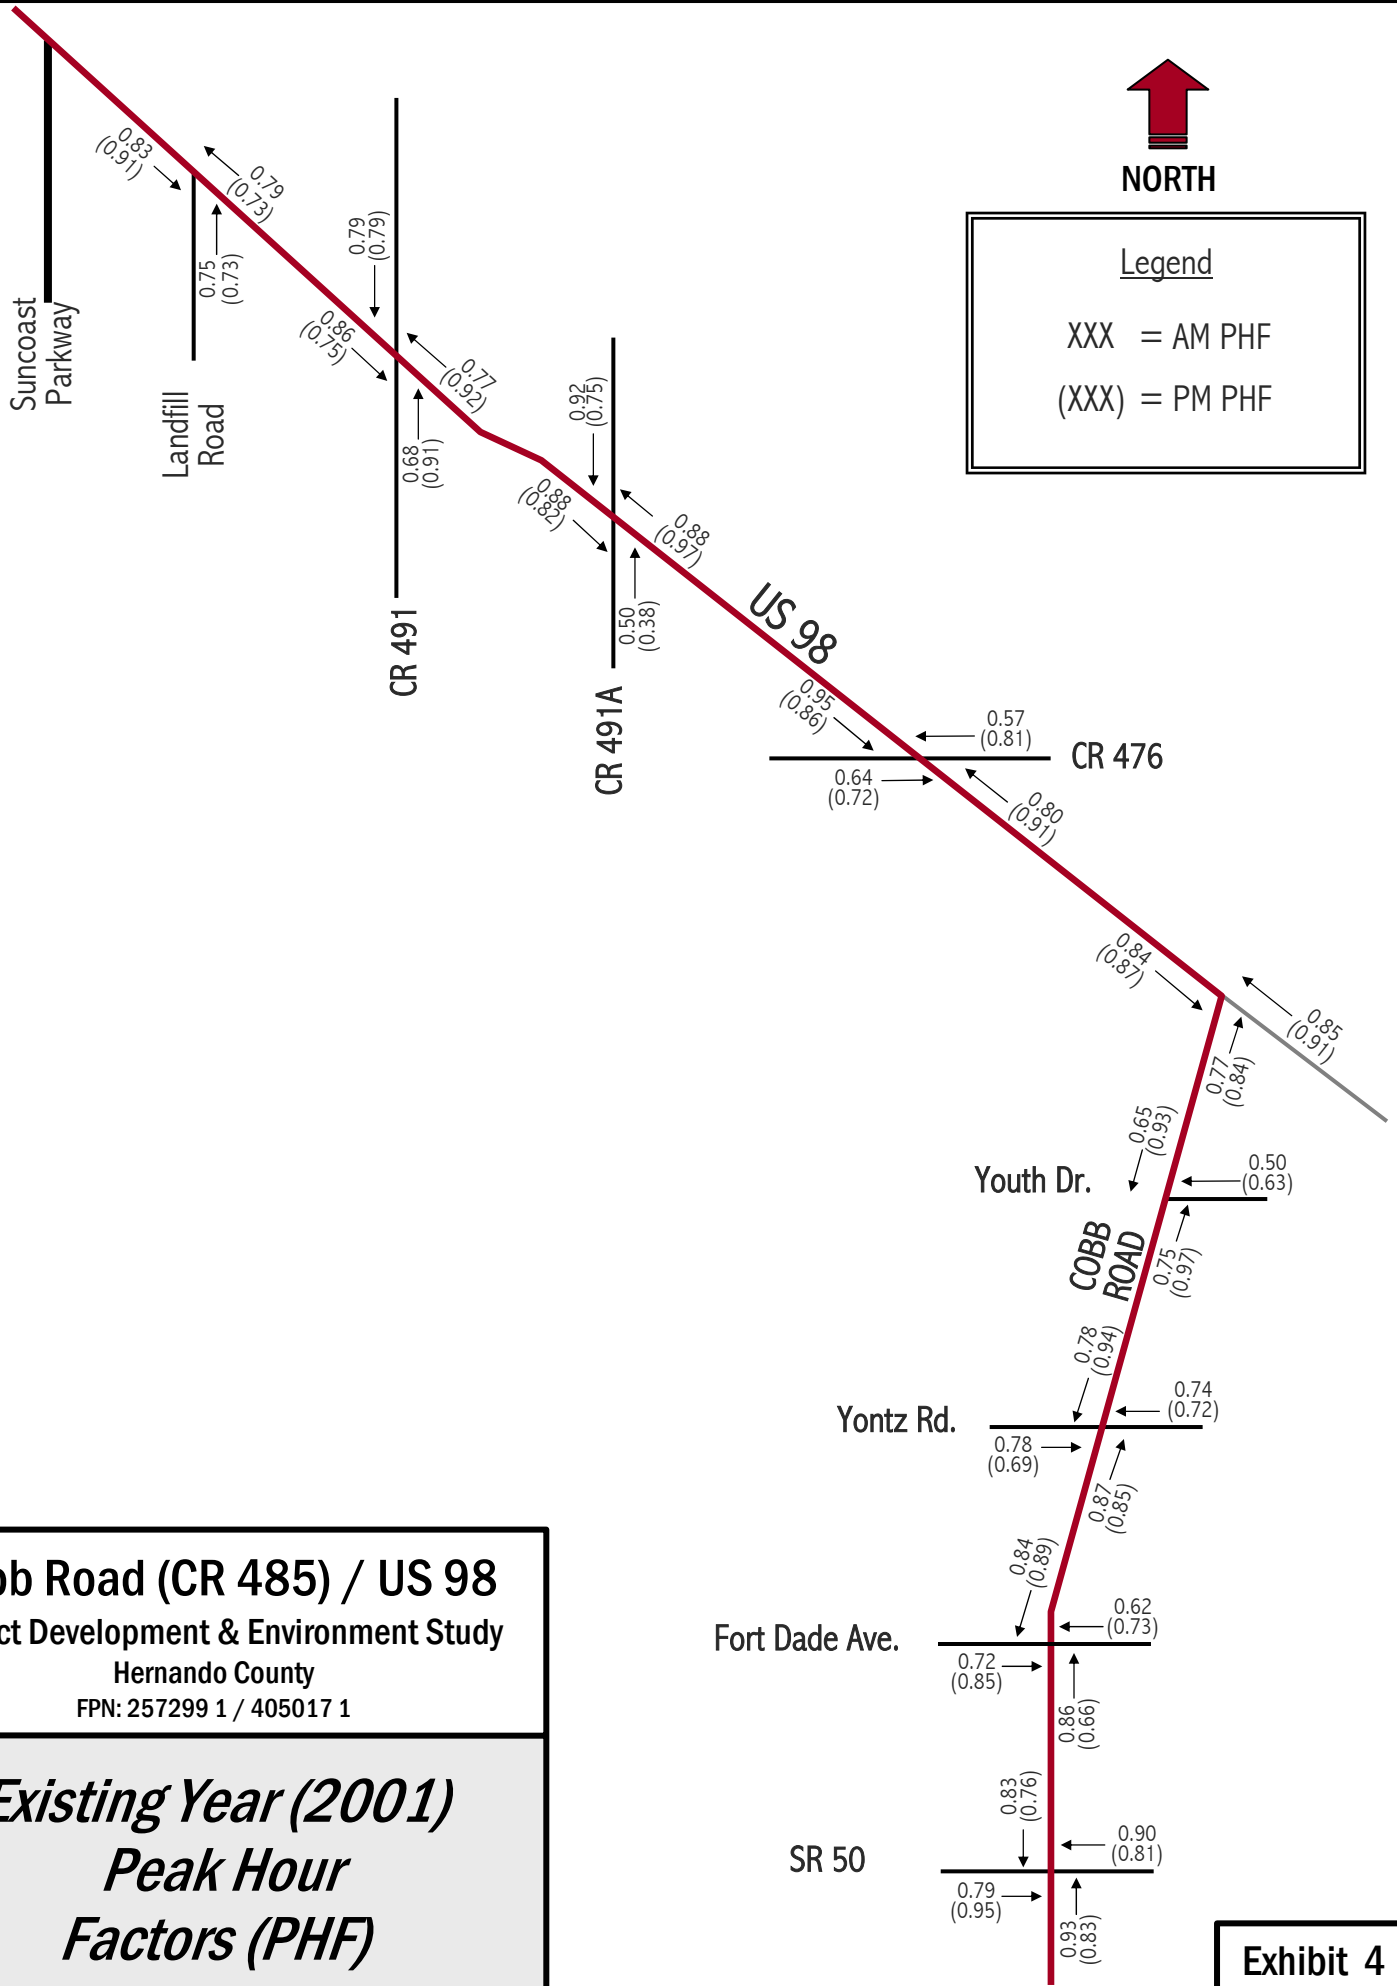 NORTH
Legend
XXX = AM PHF
(XXX) = PM PHF
0.83
(0.91)
0.79
(0.73)
0.75
(0.73)
Suncoast
Parkway
Landfill
Road
0.79
(0.79)
0.86
(0.75)
0.77
(0.92)
0.68
(0.91)
CR 491
0.92
(0.75)
0.88
(0.82)
0.88
(0.97)
0.50
(0.38)
CR 491A
US 98
0.95
(0.86)
0.57
(0.81)
CR 476
0.64
(0.72)
0.80
(0.91)
0.84
(0.87)
0.85
(0.91)
0.77
(0.84)
0.65
(0.93)
Youth Dr.
0.50
(0.63)
COBB
ROAD
0.75
(0.97)
0.78
(0.94)
Yontz Rd.
0.74
(0.72)
0.78
(0.69)
0.87
(0.85)
0.84
(0.89)
Fort Dade Ave.
0.62
(0.73)
0.72
(0.85)
0.86
(0.66)
0.83
(0.76)
SR 50
0.90
(0.81)
0.79
(0.95)
0.93
(0.83)
bb Road (CR 485) / US 98
ct Development & Environment Study
Hernando County
FPN: 257299 1 / 405017 1
Existing Year (2001)
Peak Hour
Factors (PHF)
Exhibit 4